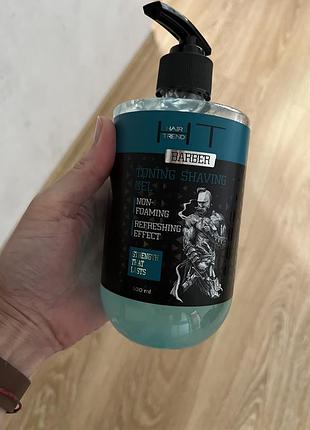 HT
HAIR
TREND
BARBER
TONING SHAVING
GEL
NON-
FOAMING
REFRESHING
EFFECT
STRENGTH
THAT
LASTS
500 ml